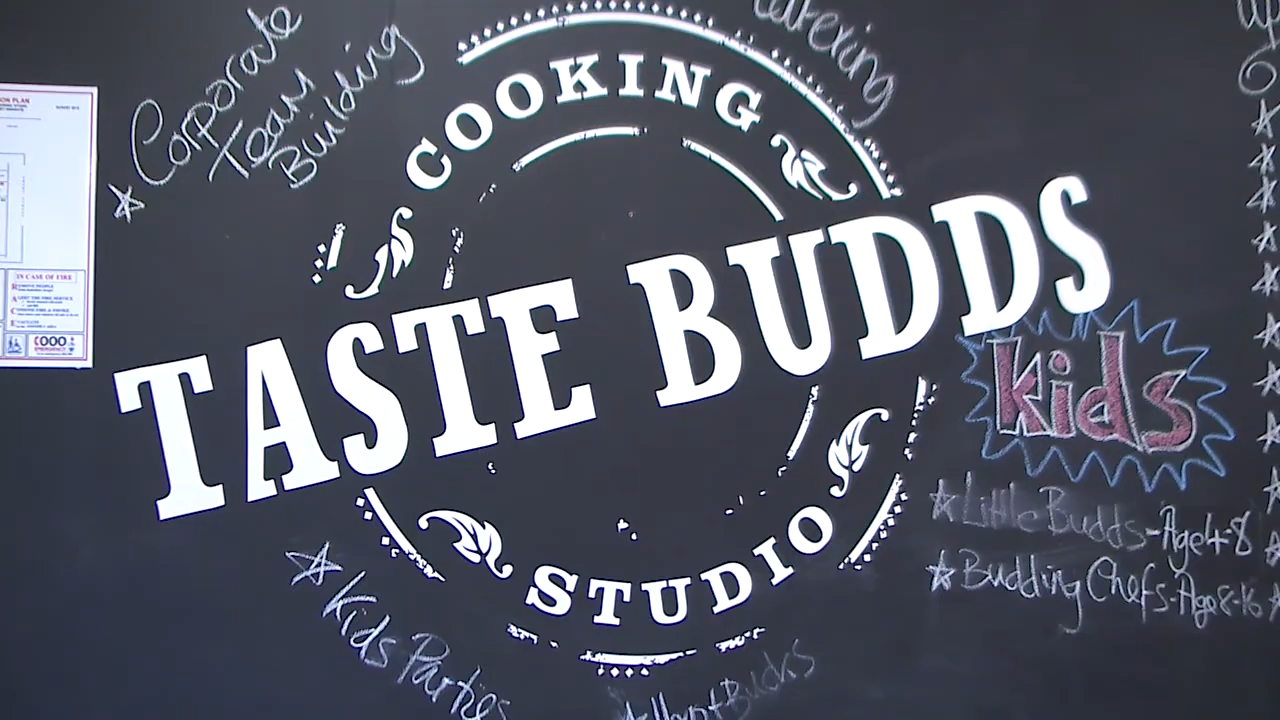 Corporate
Team
Building
COOKING
TASTE BUDDS
STUDIO
Kids
Little Budds-Age 4-8
Budding Chefs-Age 8-16
Kids Parties
IN CASE OF FIRE
000